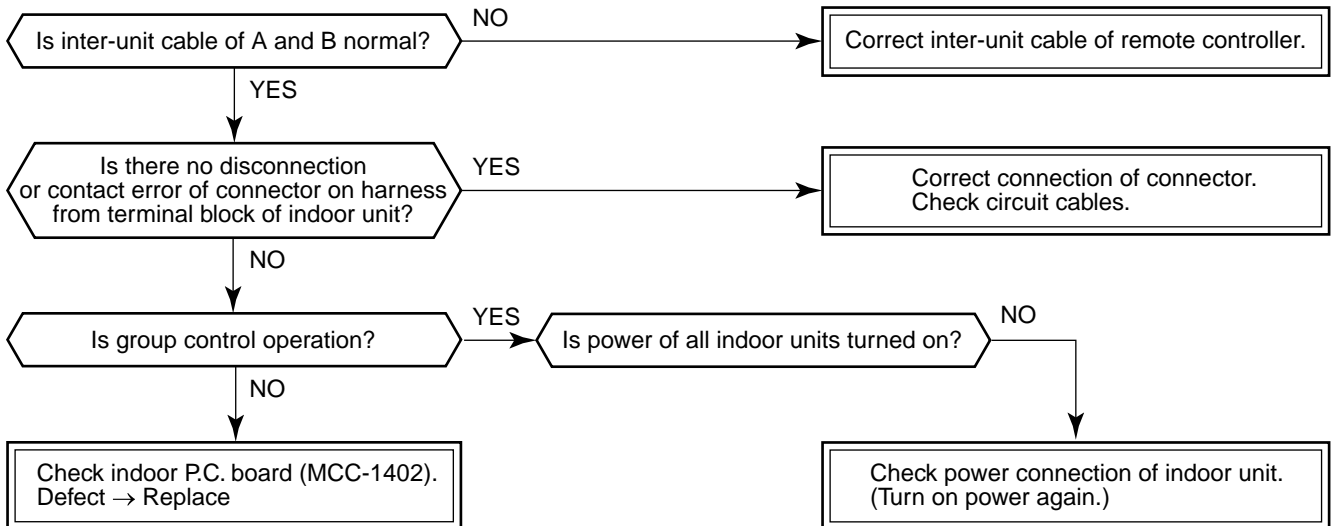 Is inter-unit cable of A and B normal?
NO
Correct inter-unit cable of remote controller.
YES
Is there no disconnection
or contact error of connector on harness
from terminal block of indoor unit?
YES
Correct connection of connector.
Check circuit cables.
NO
Is group control operation?
YES
Is power of all indoor units turned on?
NO
NO
Check indoor P.C. board (MCC-1402).
Defect → Replace
Check power connection of indoor unit.
(Turn on power again.)